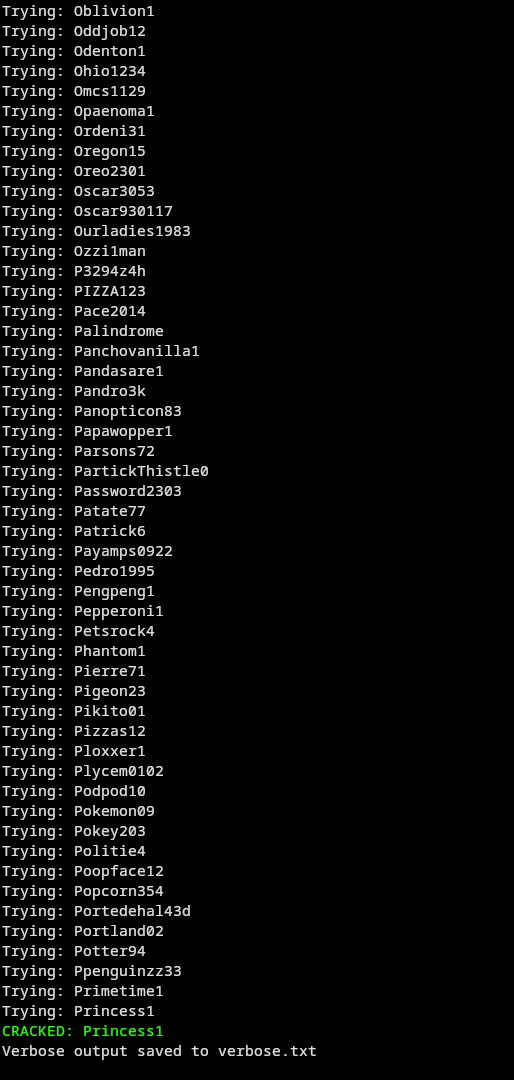 Trying: Oblivion1
Trying: Oddjob12
Trying: Odenton1
Trying: Ohio1234
Trying: Omcs1129
Trying: Opaenoma1
Trying: Ordeni31
Trying: Oregon15
Trying: Oreo2301
Trying: Oscar3053
Trying: Oscar930117
Trying: Ourladies1983
Trying: Ozzi1man
Trying: P3294z4h
Trying: PIZZA123
Trying: Pace2014
Trying: Palindrome
Trying: Panchovanilla1
Trying: Pandasare1
Trying: Pandro3k
Trying: Panopticon83
Trying: Papawopper1
Trying: Parsons72
Trying: PartickThistle0
Trying: Password2303
Trying: Patate77
Trying: Patrick6
Trying: Payamps0922
Trying: Pedro1995
Trying: Pengpeng1
Trying: Pepperoni1
Trying: Petsrock4
Trying: Phantom1
Trying: Pierre71
Trying: Pigeon23
Trying: Pikito01
Trying: Pizzas12
Trying: Ploxxer1
Trying: Plycem0102
Trying: Podpod10
Trying: Pokemon09
Trying: Pokey203
Trying: Politie4
Trying: Poopface12
Trying: Popcorn354
Trying: Portedehal43d
Trying: Portland02
Trying: Potter94
Trying: Ppenguinzz33
Trying: Primetime1
Trying: Princess1
CRACKED: Princess1
Verbose output saved to verbose.txt